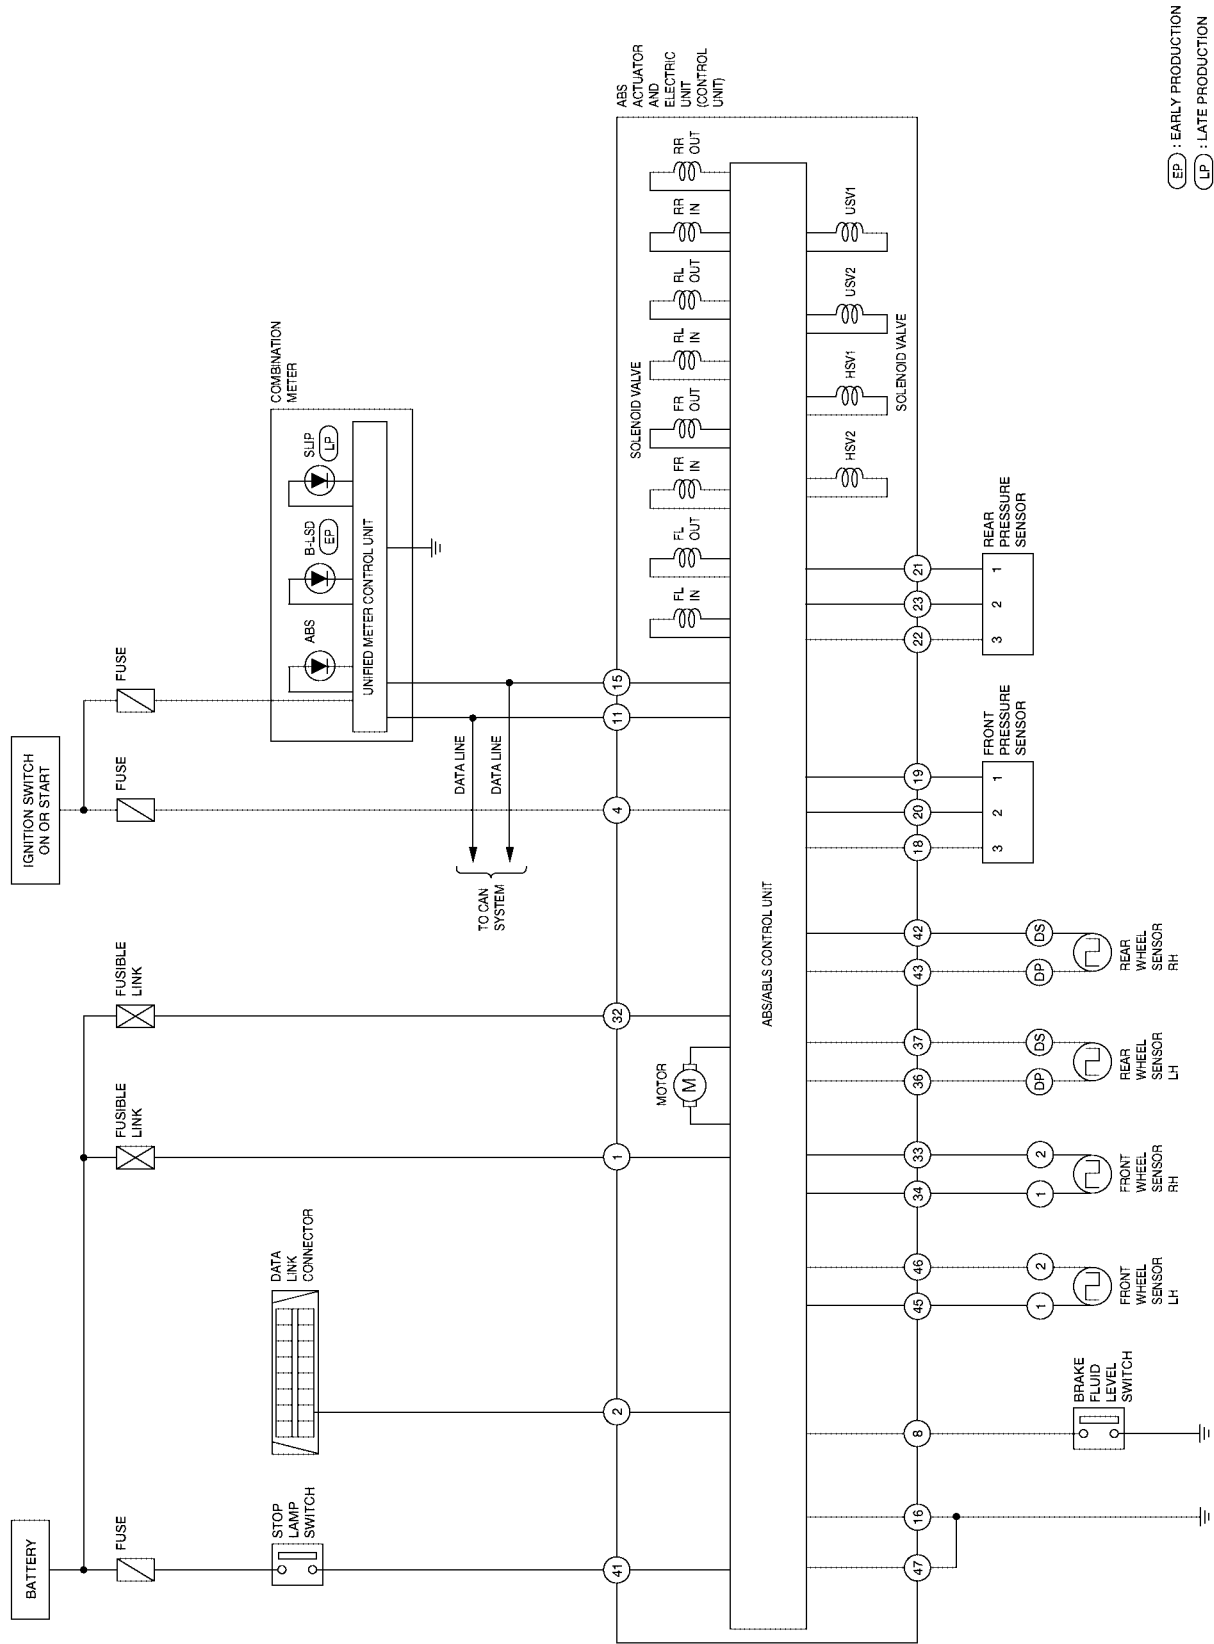 BATTERY
FUSE
STOP
LAMP
SWITCH
41
DATA
LINK
CONNECTOR
2
FUSIBLE
LINK
1
FUSIBLE
LINK
32
MOTOR
M
IGNITION SWITCH
ON OR START
FUSE
4
FUSE
COMBINATION
METER
ABS
B-LSD
EP
SLIP
LP
UNIFIED METER CONTROL UNIT
DATA LINE
DATA LINE
TO CAN
SYSTEM
11
15
ABS
ACTUATOR
AND
ELECTRIC
UNIT
(CONTROL
UNIT)
SOLENOID VALVE
FL
IN
FL
OUT
FR
IN
FR
OUT
RL
IN
RL
OUT
RR
IN
RR
OUT
ABS/ABLS CONTROL UNIT
HSV2
HSV1
USV2
USV1
SOLENOID VALVE
47
16
8
BRAKE
FLUID
LEVEL
SWITCH
45
46
1
2
FRONT
WHEEL
SENSOR
LH
34
33
1
2
FRONT
WHEEL
SENSOR
RH
36
37
DP
DS
REAR
WHEEL
SENSOR
LH
43
42
DP
DS
REAR
WHEEL
SENSOR
RH
18
20
19
3
2
1
FRONT
PRESSURE
SENSOR
22
23
21
3
2
1
REAR
PRESSURE
SENSOR
EP : EARLY PRODUCTION
LP : LATE PRODUCTION